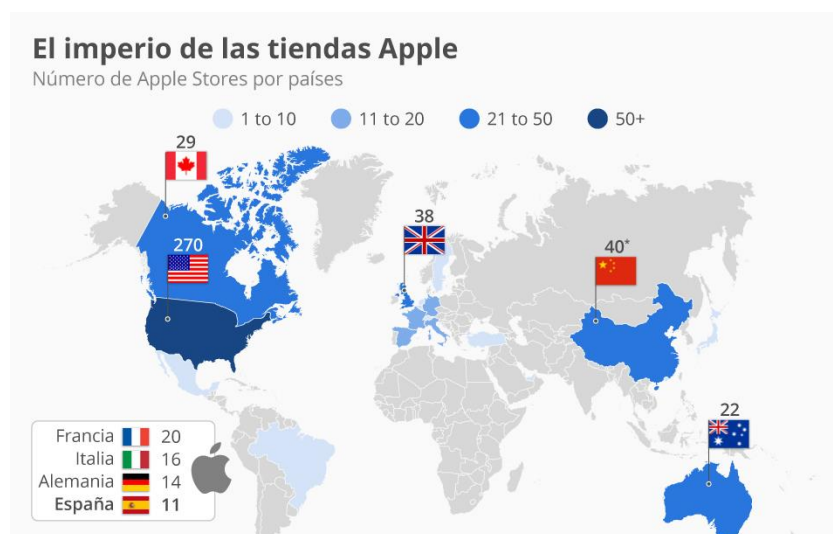 El imperio de las tiendas Apple
Número de Apple Stores por países
1 to 10 11 to 20 21 to 50 50+
29
270
38
40*
22
Francia 20
Italia 16
Alemania 14
España 11